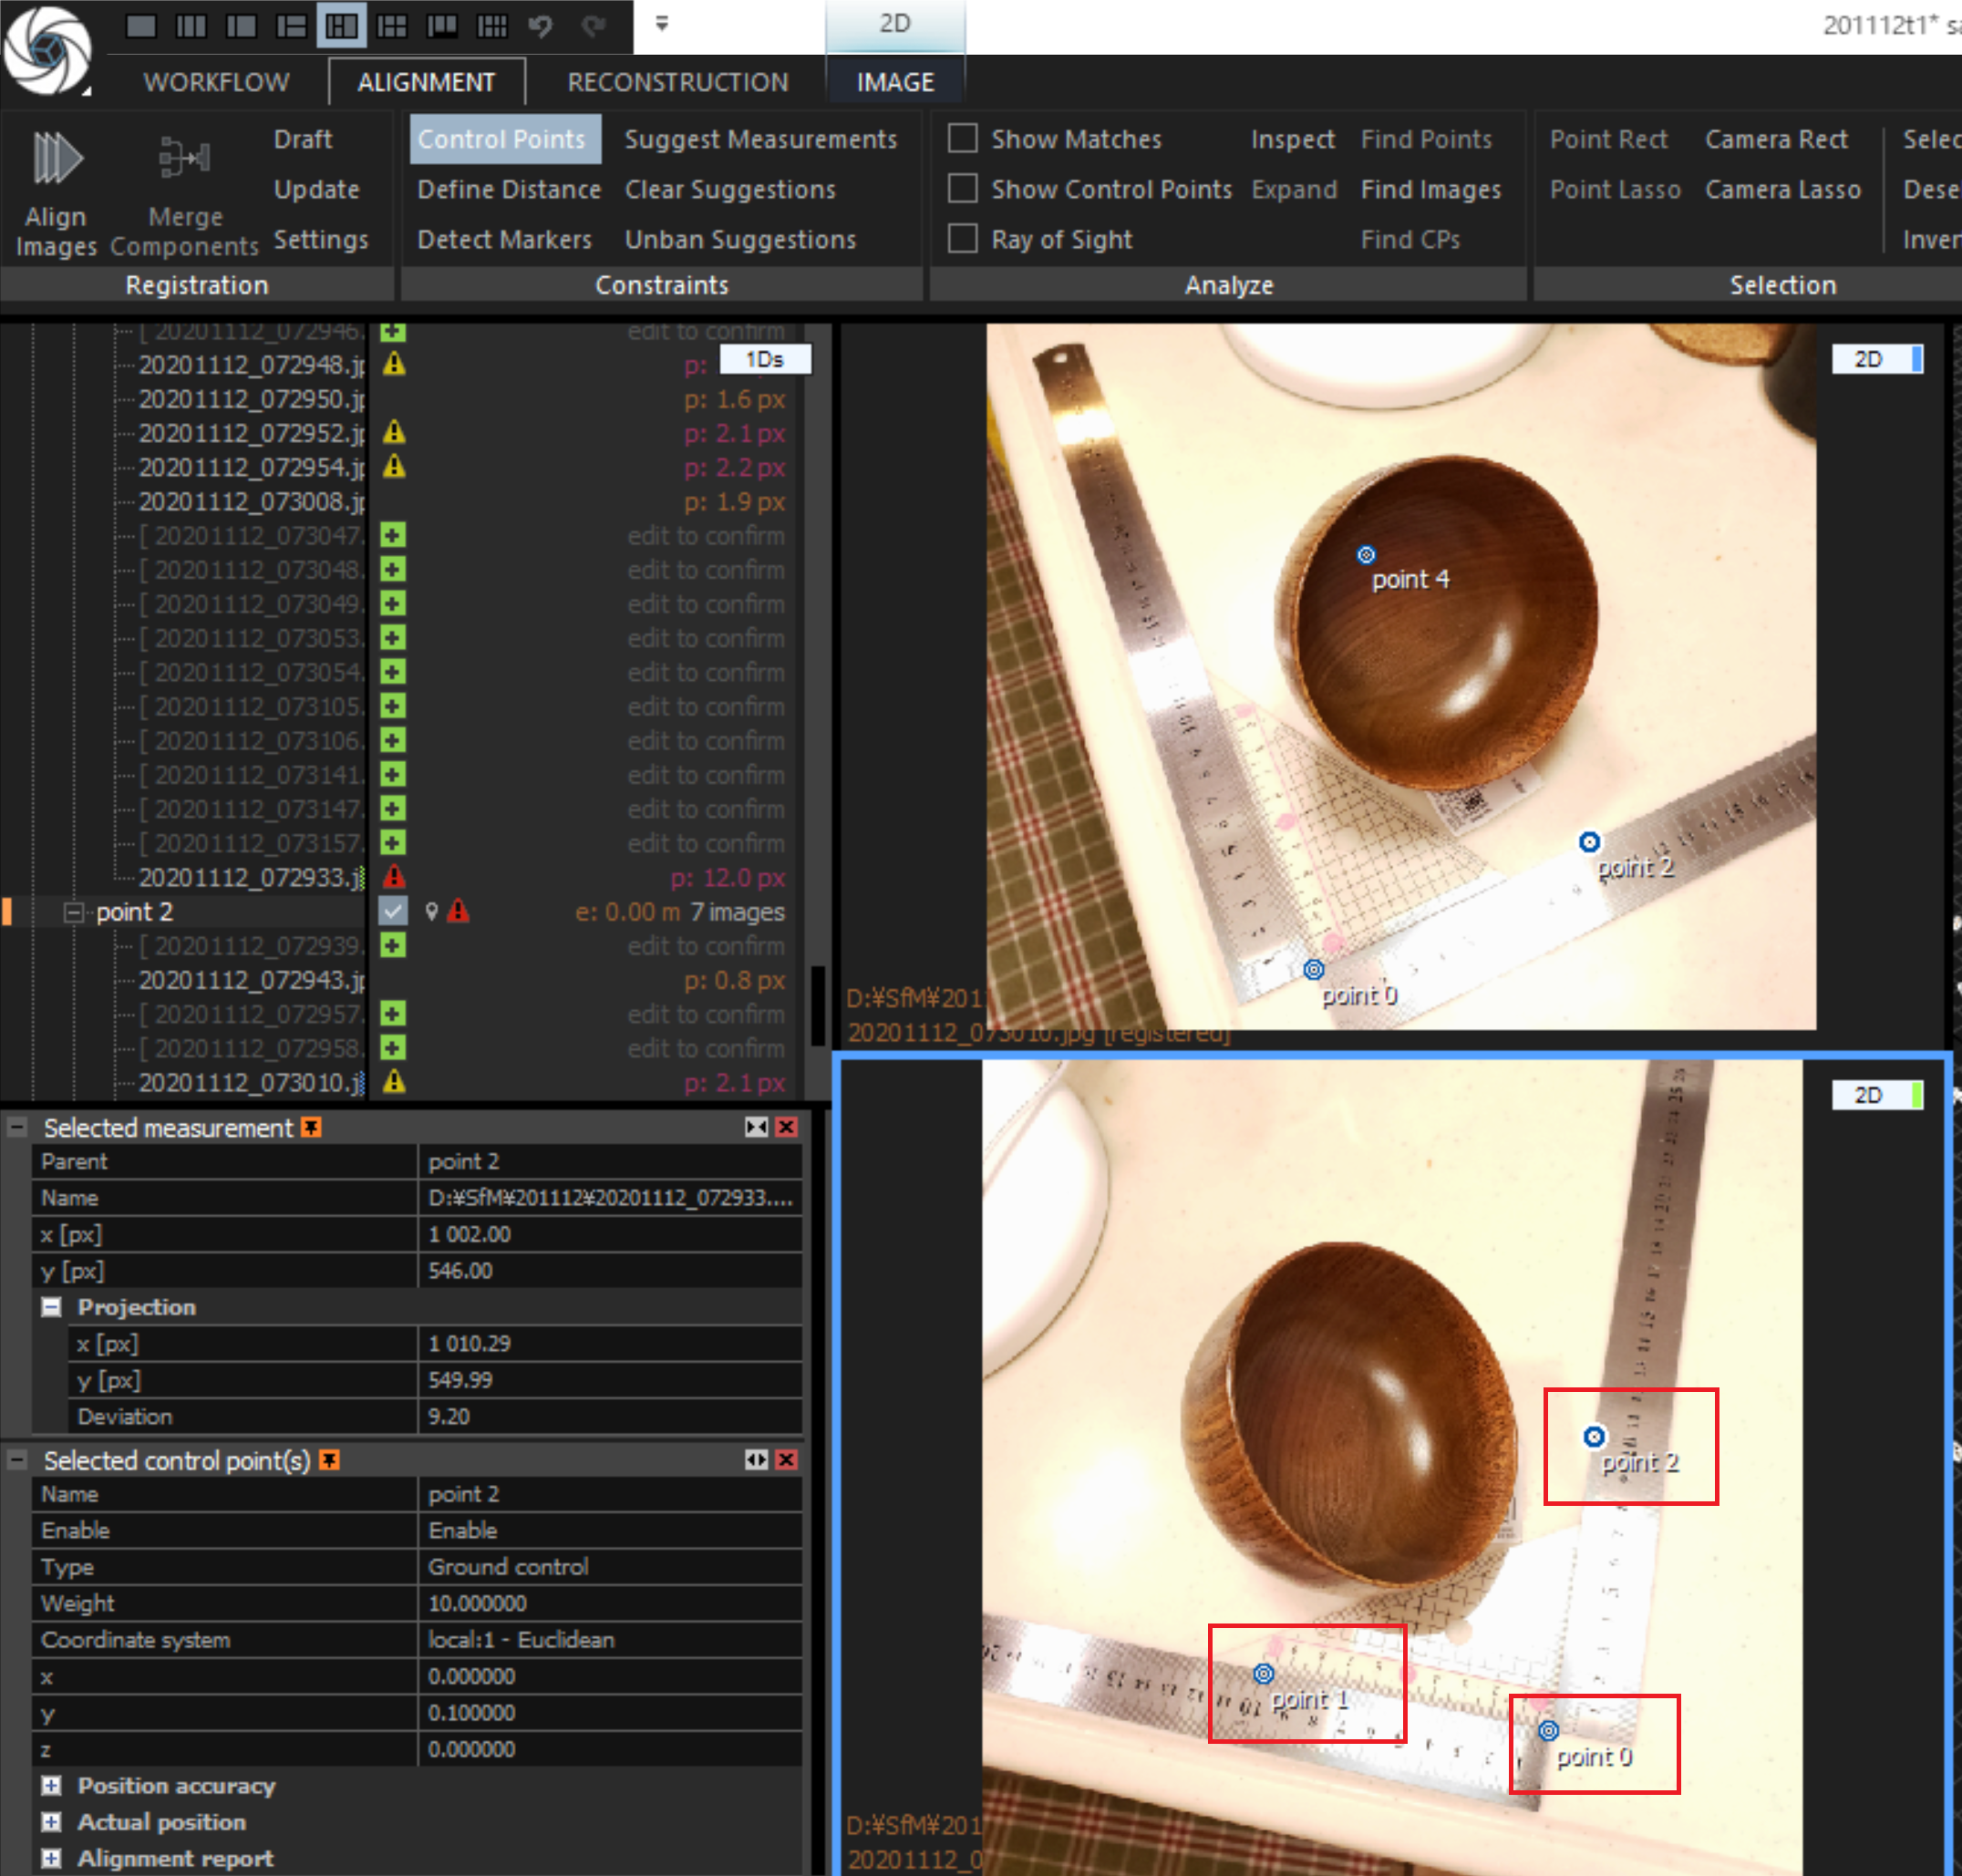 2D
201112t1*
WORKFLOW ALIGNMENT RECONSTRUCTION IMAGE
Draft Control Points Suggest Measurements Show Matches Inspect Find Points Point Rect Camera Rect
Update Define Distance Clear Suggestions Show Control Points Expand Find Images Point Lasso Camera Lasso
Align Images Merge Components Settings Detect Markers Unban Suggestions Ray of Sight Find CPs
Registration Constraints Analyze Selection
[ 20201112_072946. edit to confirm
20201112_072948.j p: 1Ds
20201112_072950.j p: 1.6 px
20201112_072952.j p: 2.1 px
20201112_072954.j p: 2.2 px
20201112_073008.j p: 1.9 px
[ 20201112_073047. edit to confirm
[ 20201112_073048. edit to confirm
[ 20201112_073049. edit to confirm
[ 20201112_073053. edit to confirm
[ 20201112_073054. edit to confirm
[ 20201112_073105. edit to confirm
[ 20201112_073106. edit to confirm
[ 20201112_073141. edit to confirm
[ 20201112_073147. edit to confirm
[ 20201112_073157. edit to confirm
20201112_072933.j p: 12.0 px
point 2 e: 0.00 m 7 images
[ 20201112_072939. edit to confirm
20201112_072943.j p: 0.8 px
[ 20201112_072957. edit to confirm
[ 20201112_072958. edit to confirm
20201112_073010.j p: 2.1 px
Selected measurement
Parent point 2
Name D:¥SfM¥201112¥20201112_072933....
x [px] 1 002.00
y [px] 546.00
Projection
x [px] 1 010.29
y [px] 549.99
Deviation 9.20
Selected control point(s)
Name point 2
Enable Enable
Type Ground control
Weight 10.000000
Coordinate system local:1 - Euclidean
x 0.000000
y 0.100000
z 0.000000
Position accuracy
Actual position
Alignment report
2D
point 4
point 2
point 0
D:¥SfM¥201
20201112_073010.jpg [registered]
2D
point 2
point 1
point 0
D:¥SfM¥201
20201112_0